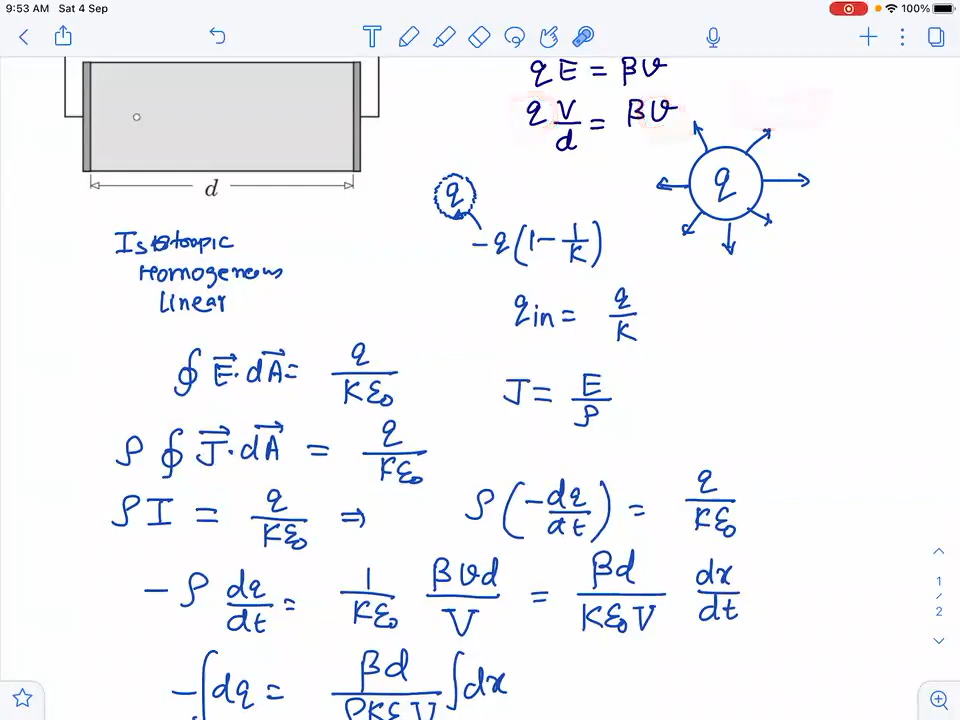 9:53 AM Sat 4 Sep 100%
T
qE = βv
q V/d = βv
d
q
q
-q(1 - 1/K)
Isotropic
Homogeneous
Linear
q_in = q/K
∮ E⃗·dA⃗ = q/(Kε₀)
J = E/ρ
ρ ∮ J⃗·dA⃗ = q/(Kε₀)
ρI = q/(Kε₀) ⇒ ρ(-dq/dt) = q/(Kε₀)
-ρ dq/dt = 1/(Kε₀) βvd/V = βd/(Kε₀V) dx/dt
-∫dq = βd/(ρKε₀V) ∫dx
1
/
2